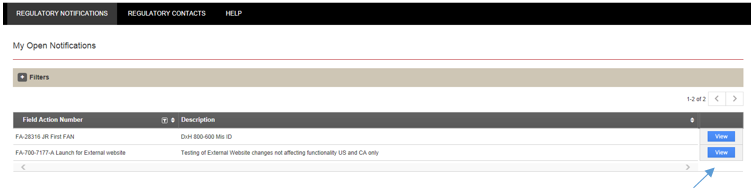 REGULATORY NOTIFICATIONS REGULATORY CONTACTS HELP
My Open Notifications
Filters
1-2 of 2
Field Action Number Description
FA-28316 JR First FAN DxH 800-600 Mis ID View
FA-700-7177-A Launch for External website Testing of External Website changes not affecting functionality US and CA only View